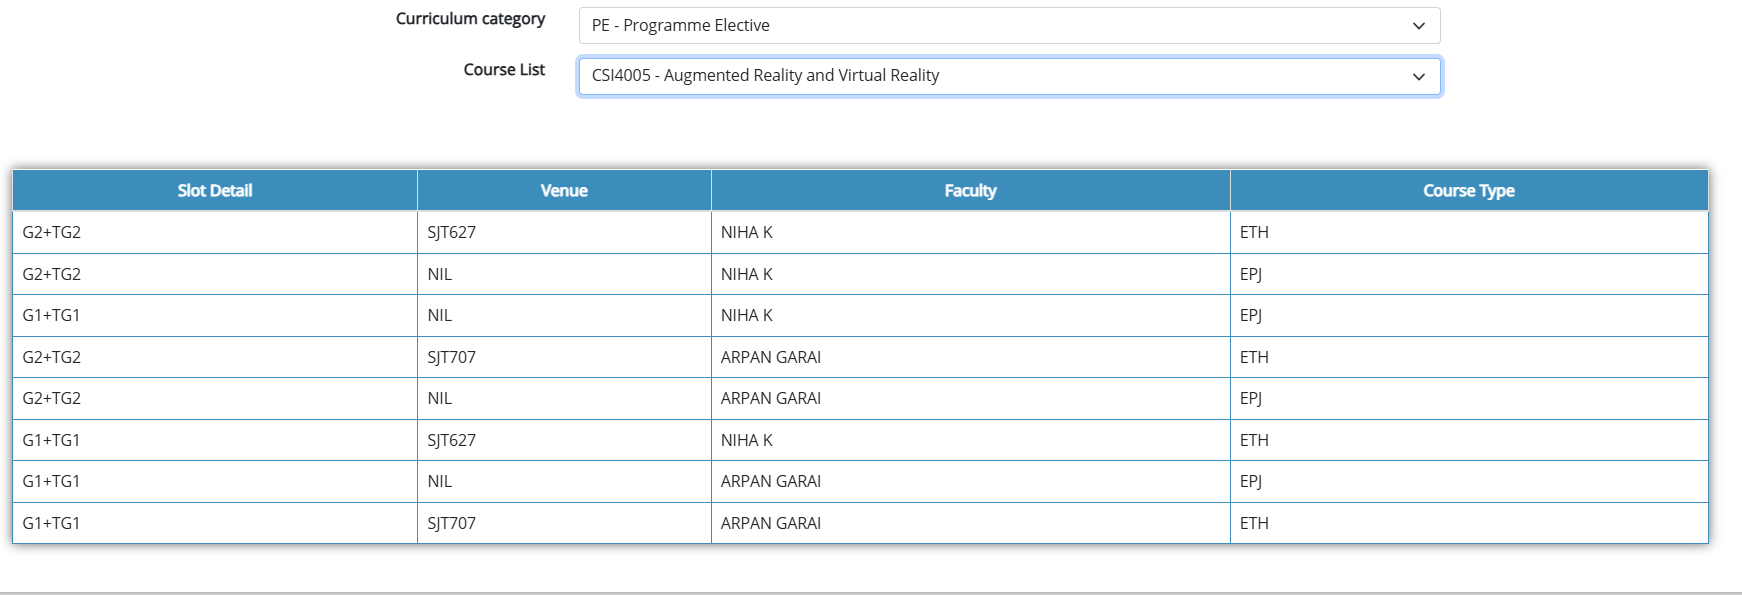 Curriculum category PE - Programme Elective
Course List CSI4005 - Augmented Reality and Virtual Reality
Slot Detail Venue Faculty Course Type
G2+TG2 SJT627 NIHA K ETH
G2+TG2 NIL NIHA K EPJ
G1+TG1 NIL NIHA K EPJ
G2+TG2 SJT707 ARPAN GARAI ETH
G2+TG2 NIL ARPAN GARAI EPJ
G1+TG1 SJT627 NIHA K ETH
G1+TG1 NIL ARPAN GARAI EPJ
G1+TG1 SJT707 ARPAN GARAI ETH